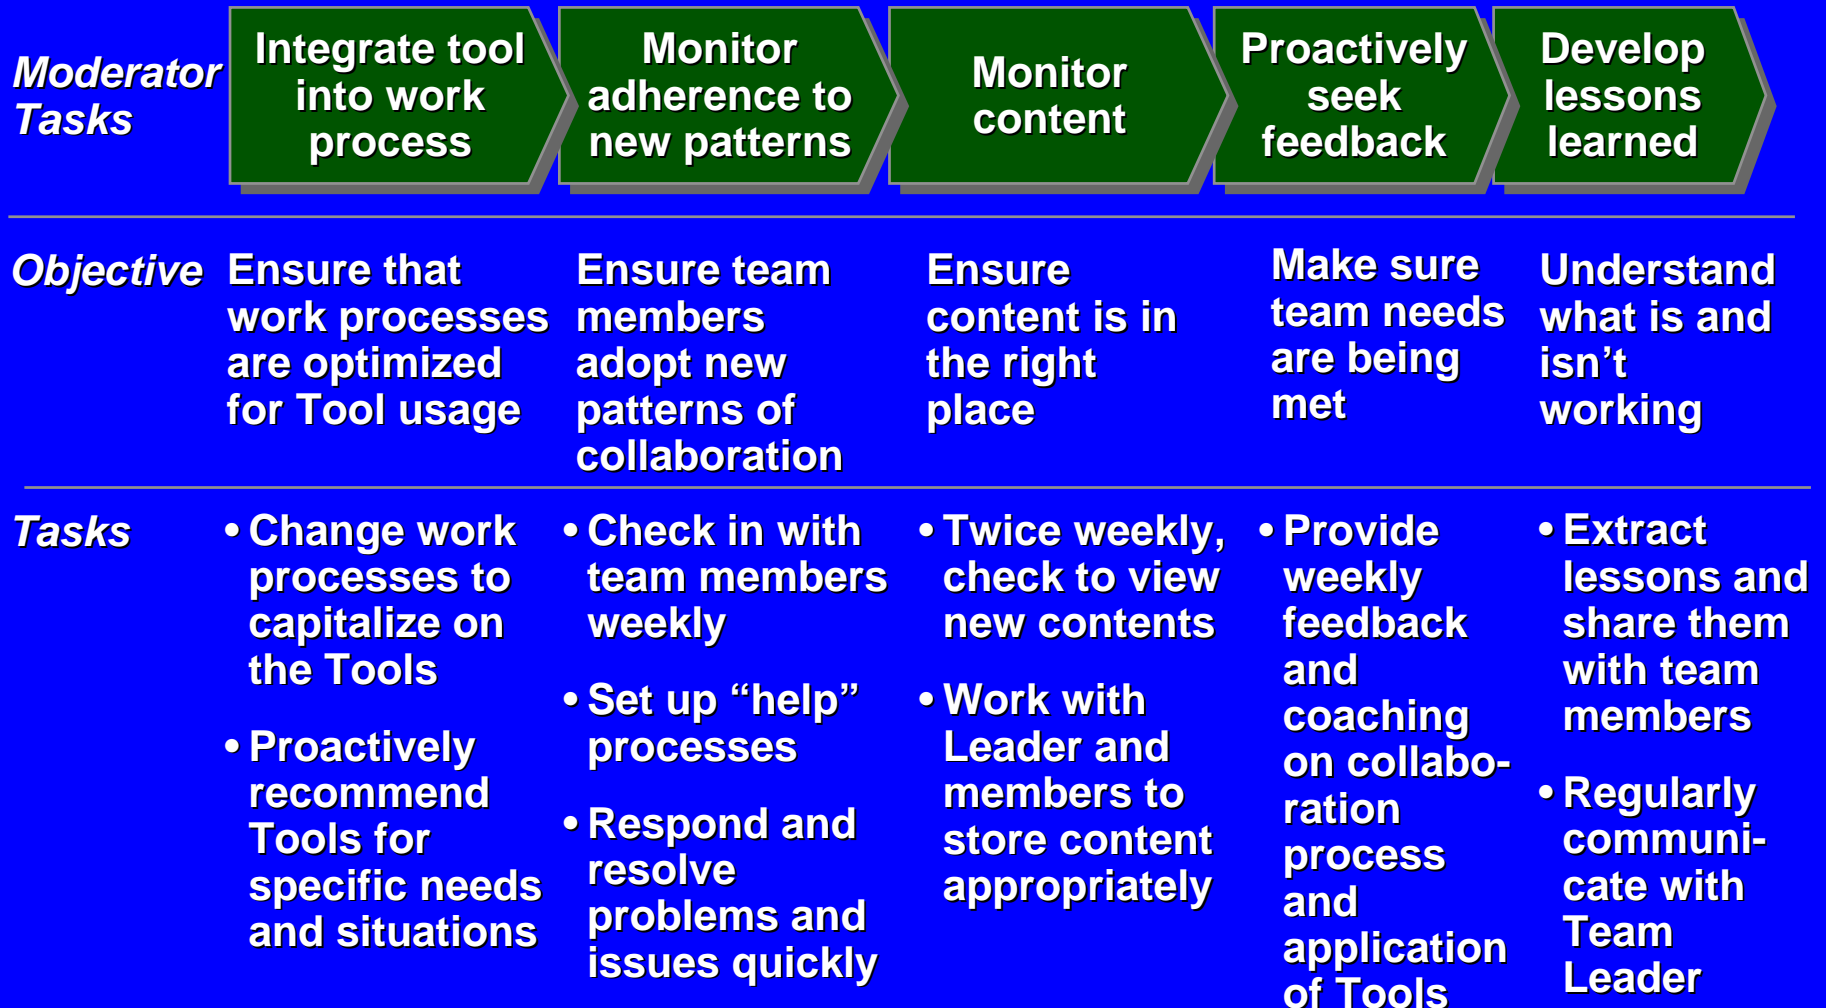 Moderator
Tasks
Integrate tool
into work
process
Monitor
adherence to
new patterns
Monitor
content
Proactively
seek
feedback
Develop
lessons
learned
Objective
Ensure that
work processes
are optimized
for Tool usage
Ensure team
members
adopt new
patterns of
collaboration
Ensure
content is in
the right
place
Make sure
team needs
are being
met
Understand
what is and
isn't
working
Tasks
• Change work
processes to
capitalize on
the Tools
• Proactively
recommend
Tools for
specific needs
and situations
• Check in with
team members
weekly
• Set up “help”
processes
• Respond and
resolve
problems and
issues quickly
• Twice weekly,
check to view
new contents
• Work with
Leader and
members to
store content
appropriately
• Provide
weekly
feedback
and
coaching
on collabo-
ration
process
and
application
of Tools
• Extract
lessons and
share them
with team
members
• Regularly
communi-
cate with
Team
Leader